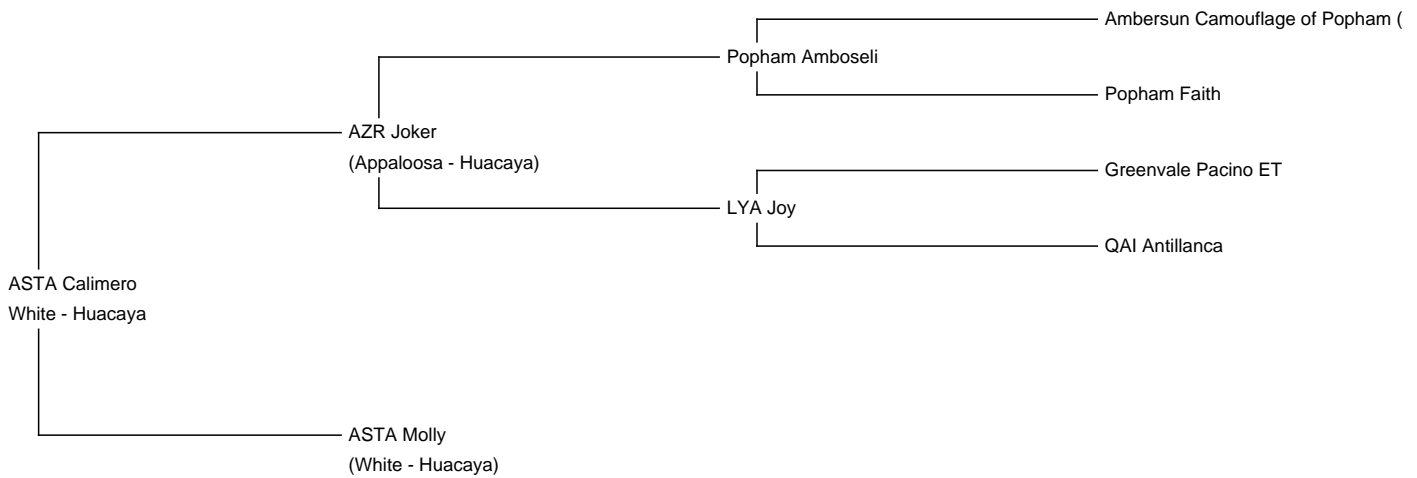 Ambersun Camouflage of Popham (
Popham Amboseli
Popham Faith
AZR Joker
(Appaloosa - Huacaya)
Greenvale Pacino ET
LYA Joy
QAI Antillanca
ASTA Calimero
White - Huacaya
ASTA Molly
(White - Huacaya)